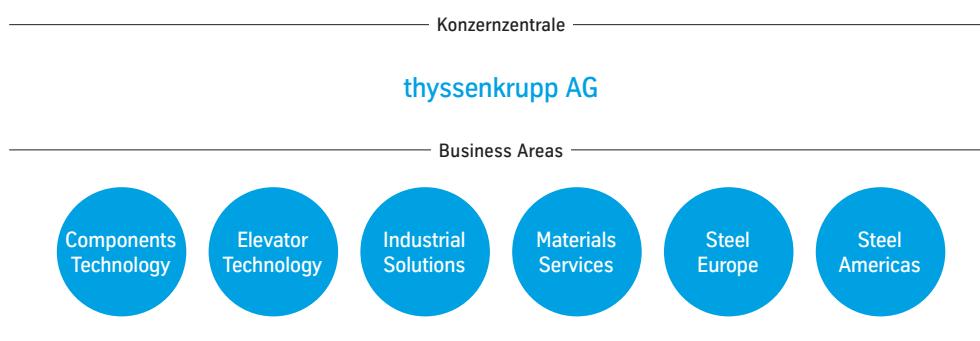 Konzernzentrale
thyssenkrupp AG
Business Areas
Components
Technology
Elevator
Technology
Industrial
Solutions
Materials
Services
Steel
Europe
Steel
Americas